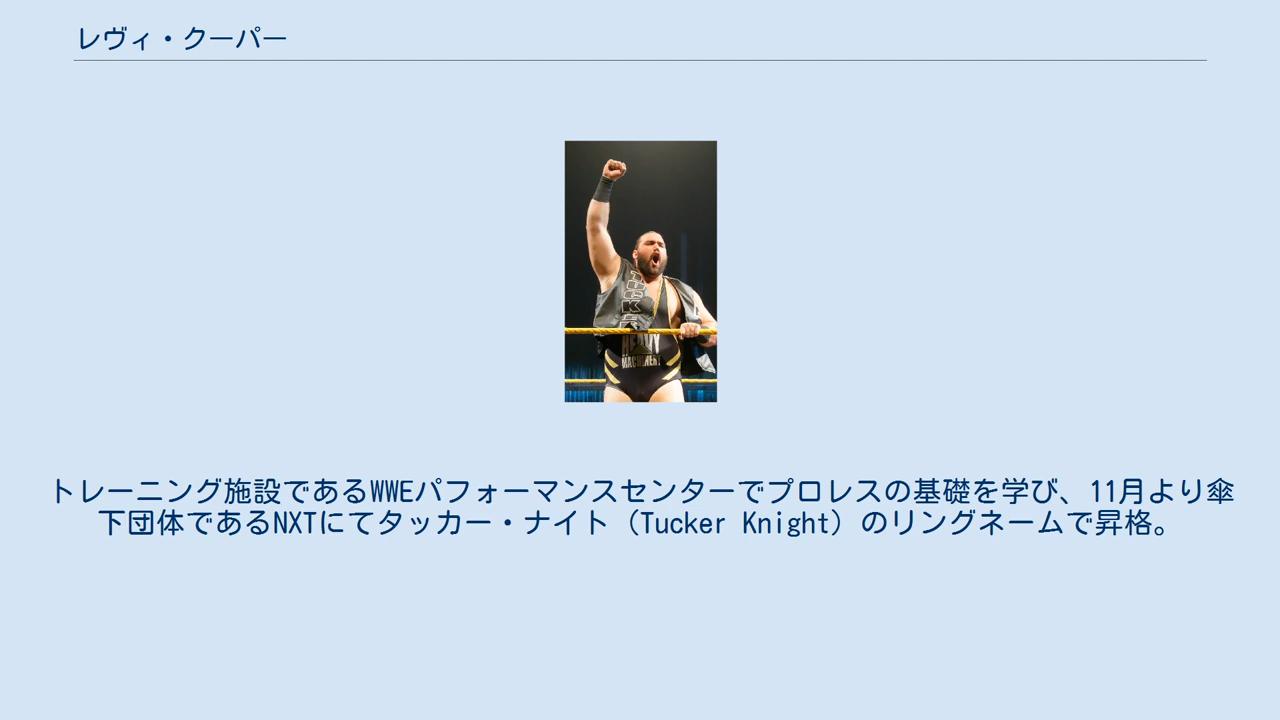 レヴィ・クーパー
TUCKER
HEAVY
MACHINERY
トレーニング施設であるWWEパフォーマンスセンターでプロレスの基礎を学び、11月より傘
下団体であるNXTにてタッカー・ナイト（Tucker Knight）のリングネームで昇格。